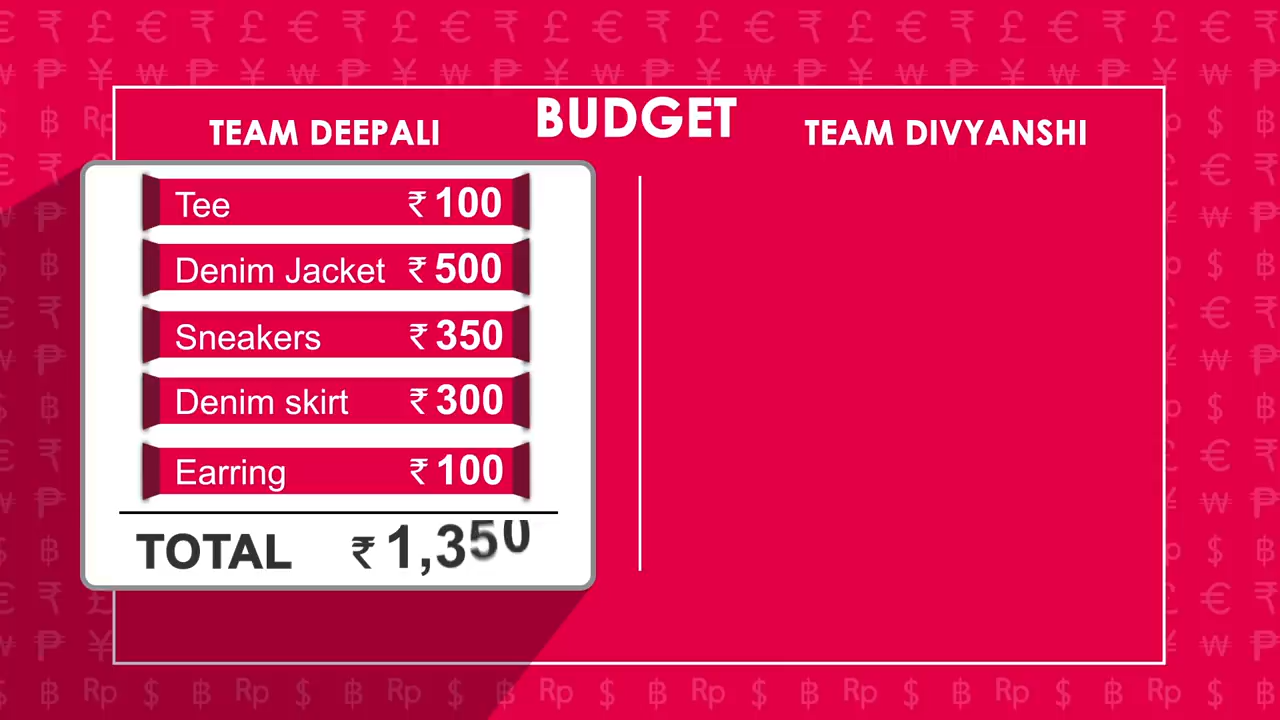 BUDGET
TEAM DEEPALI
TEAM DIVYANSHI
Tee ₹ 100
Denim Jacket ₹ 500
Sneakers ₹ 350
Denim skirt ₹ 300
Earring ₹ 100
TOTAL ₹ 1,350